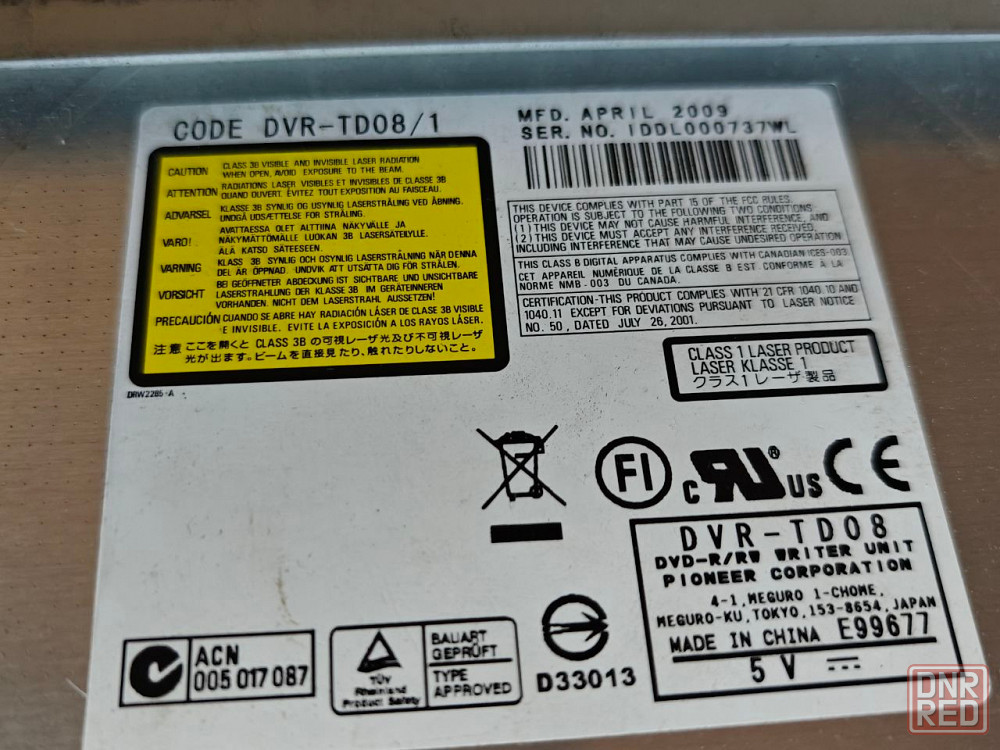 CODE DVR-TD08/1
MFD. APRIL 2009
SER. NO. IDDL000737WL
CAUTION CLASS 3B VISIBLE AND INVISIBLE LASER RADIATION
WHEN OPEN, AVOID EXPOSURE TO THE BEAM.
ATTENTION RADIATIONS LASER VISIBLES ET INVISIBLES DE CLASSE 3B
QUAND OUVERT. ÉVITEZ TOUT EXPOSITION AU FAISCEAU.
ADVARSEL KLASSE 3B SYNLIG OG USYNLIG LASERSTRÅLING VED ÅBNING.
UNDGÅ UDSÆTTELSE FOR STRÅLING.
VARO! AVATTAESSA OLET ALTTIINA NÄKYVÄLLE JA
NÄKYMÄTTÖMÄLLE LUOKAN 3B LASERSÄTEILYLLE.
ÄLÄ KATSO SÄTEESEEN.
VARNING KLASS 3B SYNLIG OCH OSYNLIG LASERSTRÅLNING NÄR DENNA
DEL ÄR ÖPPNAD. UNDVIK ATT UTSÄTTA DIG FÖR STRÅLEN.
VORSICHT BEI GEÖFFNETER ABDECKUNG IST SICHTBARE UND UNSICHTBARE
LASERSTRAHLUNG DER KLASSE 3B IM GERÄTEINNEREN
VORHANDEN. NICHT DEM LASERSTRAHL AUSSETZEN!
PRECAUCIÓN CUANDO SE ABRE HAY RADIACIÓN LÁSER DE CLASE 3B VISIBLE
E INVISIBLE. EVITE LA EXPOSICIÓN A LOS RAYOS LÁSER.
注意 ここを開くと CLASS 3B の可視レーザ光及び不可視レーザ
光が出ます。ビームを直接見たり、触れたりしないこと。
DRW2285-A
THIS DEVICE COMPLIES WITH PART 15 OF THE FCC RULES.
OPERATION IS SUBJECT TO THE FOLLOWING TWO CONDITIONS:
(1) THIS DEVICE MAY NOT CAUSE HARMFUL INTERFERENCE, AND
(2) THIS DEVICE MUST ACCEPT ANY INTERFERENCE
INCLUDING INTERFERENCE THAT MAY CAUSE UNDESIRED OPERATION
THIS CLASS B DIGITAL APPARATUS COMPLIES WITH CANADIAN ICES-003.
CET APPAREIL NUMÉRIQUE DE LA CLASSE B EST CONFORME À LA
NORME NMB-003 DU CANADA.
CERTIFICATION-THIS PRODUCT COMPLIES WITH 21 CFR 1040.10 AND
1040.11 EXCEPT FOR DEVIATIONS PURSUANT TO LASER NOTICE
NO. 50, DATED JULY 26, 2001.
CLASS 1 LASER PRODUCT
LASER KLASSE 1
クラス1 レーザ製品
FI
c RU ® us CE
DVR-TD08
DVD-R/RW WRITER UNIT
PIONEER CORPORATION
4-1, MEGURO 1-CHOME,
MEGURO-KU, TOKYO, 153-8654, JAPAN
MADE IN CHINA E99677
5V
ACN
005 017 087
TÜV
Rheinland
Product Safety
BAUART
GEPRÜFT
TYPE
APPROVED
D33013
DNR
RED